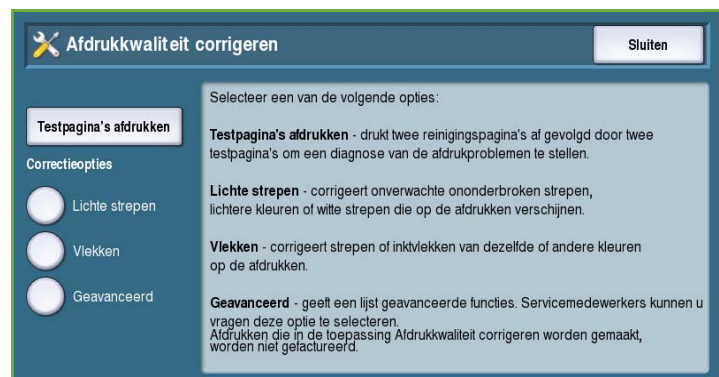 Afdrukkwaliteit corrigeren
Sluiten
Testpagina's afdrukken
Correctieopties
Lichte strepen
Vlekken
Geavanceerd
Selecteer een van de volgende opties:
Testpagina's afdrukken - drukt twee reinigingspagina's af gevolgd door twee
testpagina's om een diagnose van de afdrukproblemen te stellen.
Lichte strepen - corrigeert onverwachte ononderbroken strepen,
lichtere kleuren of witte strepen die op de afdrukken verschijnen.
Vlekken - corrigeert strepen of inktvlekken van dezelfde of andere kleuren
op de afdrukken.
Geavanceerd - geeft een lijst geavanceerde functies. Servicemedewerkers kunnen u
vragen deze optie te selecteren.
Afdrukken die in de toepassing Afdrukkwaliteit corrigeren worden gemaakt,
worden niet gefactureerd.